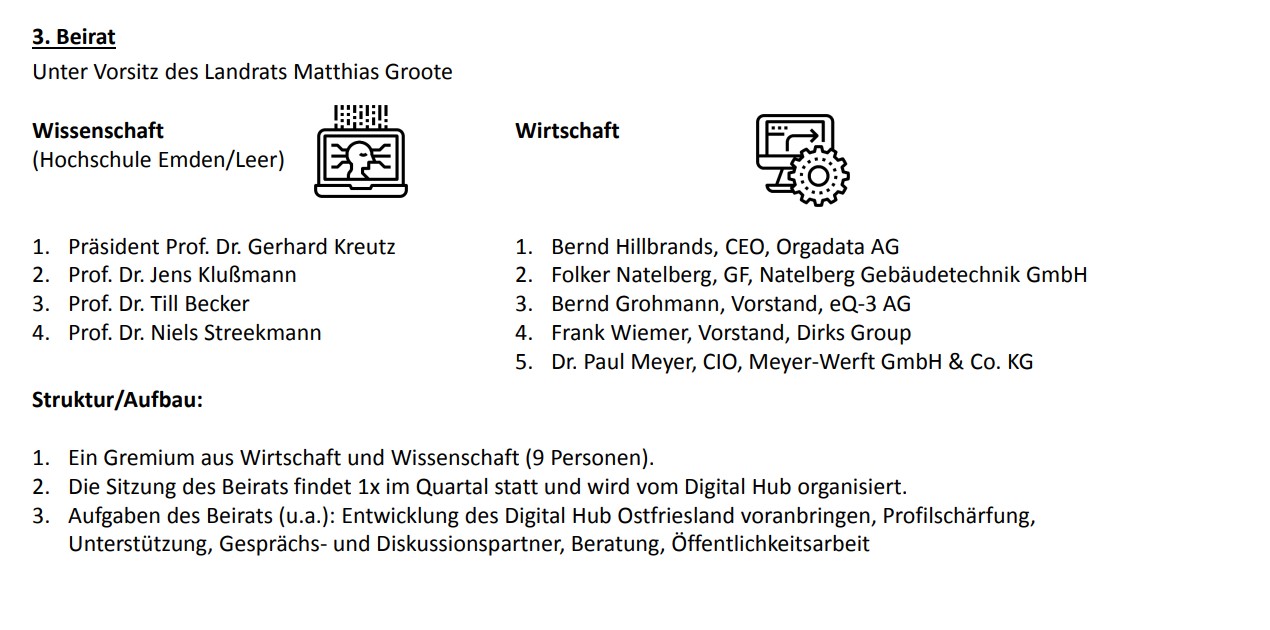 3. Beirat
Unter Vorsitz des Landrats Matthias Groote
Wissenschaft
(Hochschule Emden/Leer)
1. Präsident Prof. Dr. Gerhard Kreutz
2. Prof. Dr. Jens Klußmann
3. Prof. Dr. Till Becker
4. Prof. Dr. Niels Streekmann
Wirtschaft
1. Bernd Hillbrands, CEO, Orgadata AG
2. Folker Natelberg, GF, Natelberg Gebäudetechnik GmbH
3. Bernd Grohmann, Vorstand, eQ-3 AG
4. Frank Wiemer, Vorstand, Dirks Group
5. Dr. Paul Meyer, CIO, Meyer-Werft GmbH & Co. KG
Struktur/Aufbau:
1. Ein Gremium aus Wirtschaft und Wissenschaft (9 Personen).
2. Die Sitzung des Beirats findet 1x im Quartal statt und wird vom Digital Hub organisiert.
3. Aufgaben des Beirats (u.a.): Entwicklung des Digital Hub Ostfriesland voranbringen, Profilschärfung,
Unterstützung, Gesprächs- und Diskussionspartner, Beratung, Öffentlichkeitsarbeit